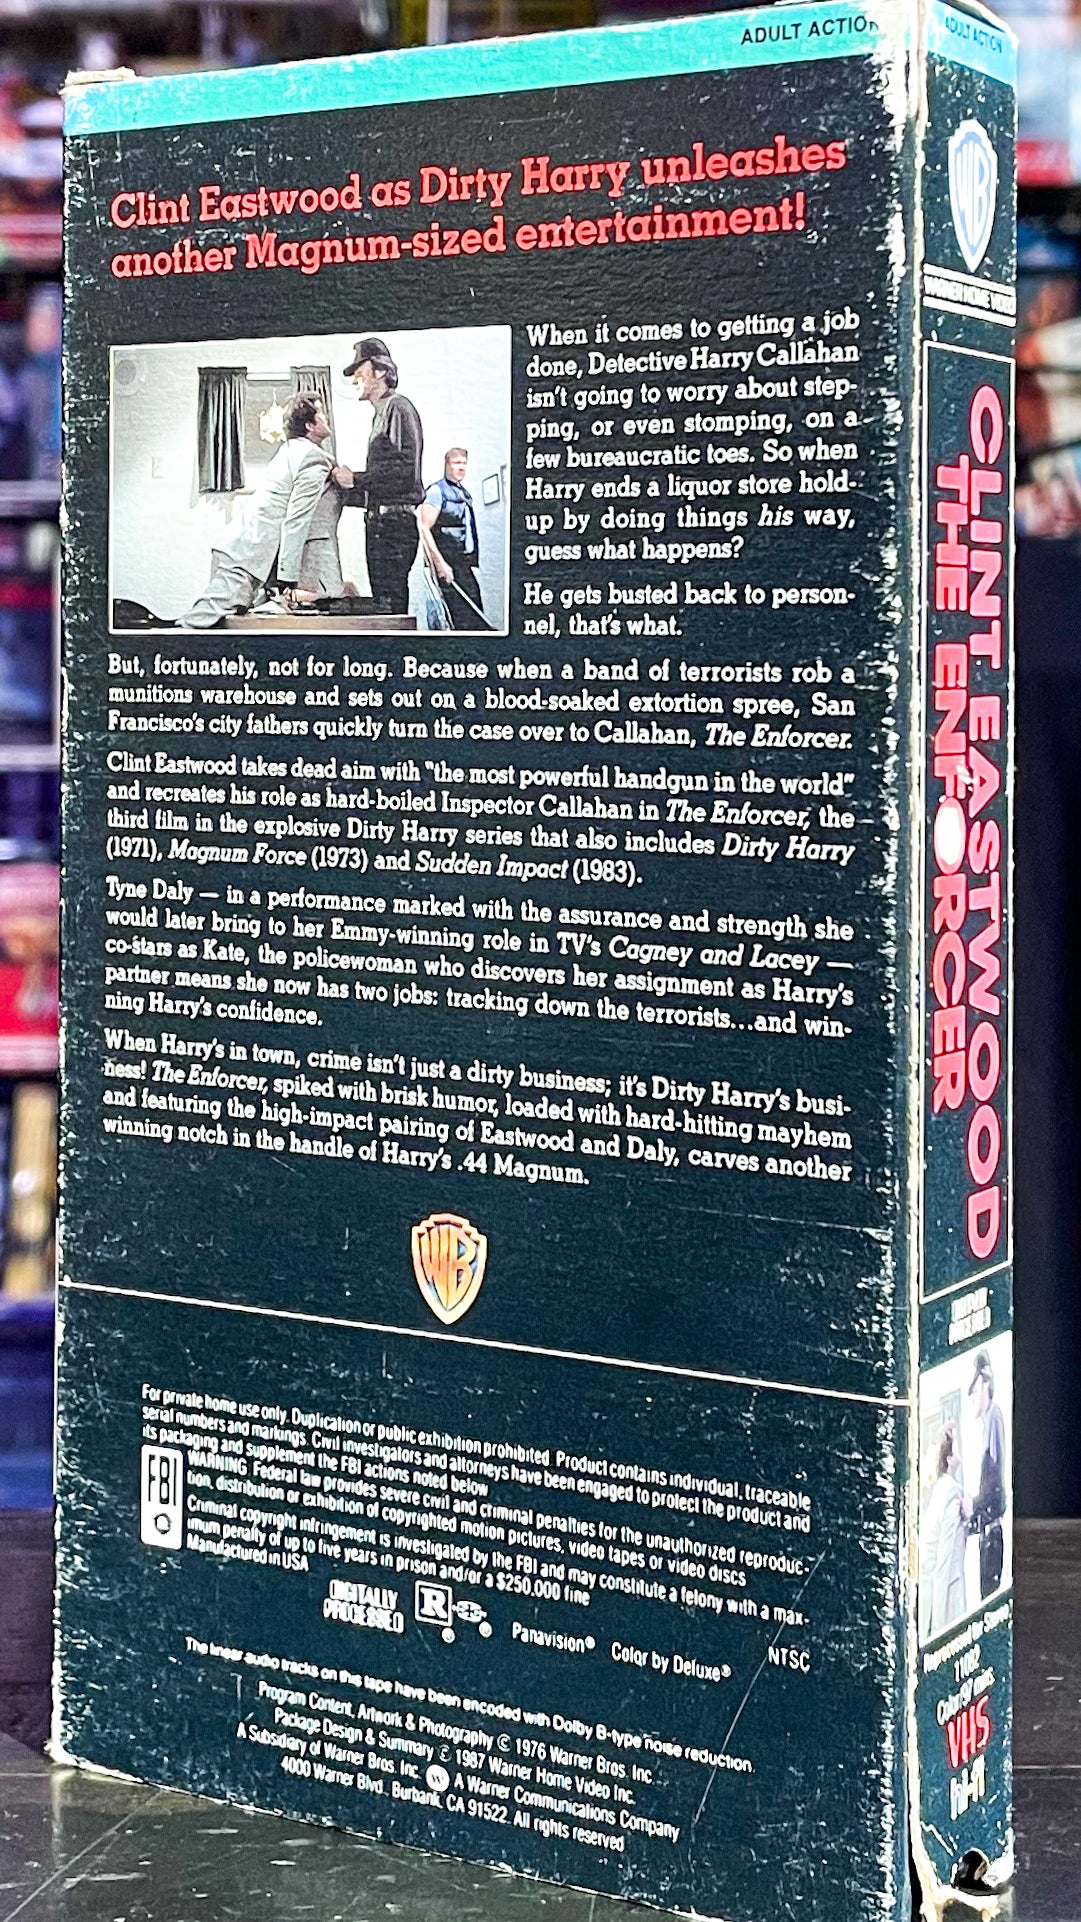 ADULT ACTION
Clint Eastwood as Dirty Harry unleashes
another Magnum-sized entertainment!
When it comes to getting a job
done, Detective Harry Callahan
isn't going to worry about step-
ping, or even stomping, on a
few bureaucratic toes. So when
Harry ends a liquor store hold-
up by doing things his way,
guess what happens?
He gets busted back to person-
nel, that's what.
But, fortunately, not for long. Because when a band of terrorists rob a
munitions warehouse and sets out on a blood-soaked extortion spree, San
Francisco's city fathers quickly turn the case over to Callahan, The Enforcer.
Clint Eastwood takes dead aim with "the most powerful handgun in the world"
and recreates his role as hard-boiled Inspector Callahan in The Enforcer, the
third film in the explosive Dirty Harry series that also includes Dirty Harry
(1971), Magnum Force (1973) and Sudden Impact (1983).
Tyne Daly — in a performance marked with the assurance and strength she
would later bring to her Emmy-winning role in TV's Cagney and Lacey —
co-stars as Kate, the policewoman who discovers her assignment as Harry's
partner means she now has two jobs: tracking down the terrorists...and win-
ning Harry's confidence.
When Harry's in town, crime isn't just a dirty business; it's Dirty Harry's busi-
ness! The Enforcer, spiked with brisk humor, loaded with hard-hitting mayhem
and featuring the high-impact pairing of Eastwood and Daly, carves another
winning notch in the handle of Harry's .44 Magnum.
WB
For private home use only. Duplication or public exhibition prohibited. Product contains individual, traceable
serial numbers and markings. Civil investigators and attorneys have been engaged to protect the product and
its packaging and supplement the FBI actions noted below
FBI
WARNING: Federal law provides severe civil and criminal penalties for the unauthorized reproduc-
tion, distribution or exhibition of copyrighted motion pictures, video tapes or video discs
Criminal copyright infringement is investigated by the FBI and may constitute a felony with a max-
imum penalty of up to five years in prison and/or a $250,000 fine
Manufactured in USA
DIGITALLY
PROCESSED
R
Panavision® Color by Deluxe® NTSC
The linear audio tracks on this tape have been encoded with Dolby B-type noise reduction
Program Content, Artwork & Photography © 1976 Warner Bros. Inc.
Package Design & Summary © 1987 Warner Home Video Inc.
A Subsidiary of Warner Bros. Inc. A Warner Communications Company
4000 Warner Blvd., Burbank, CA 91522. All rights reserved
ADULT ACTION
WB
WARNER HOME VIDEO
CLINT EASTWOOD
THE ENFORCER
11082
Color/97 mins.
VHS
hi-fi